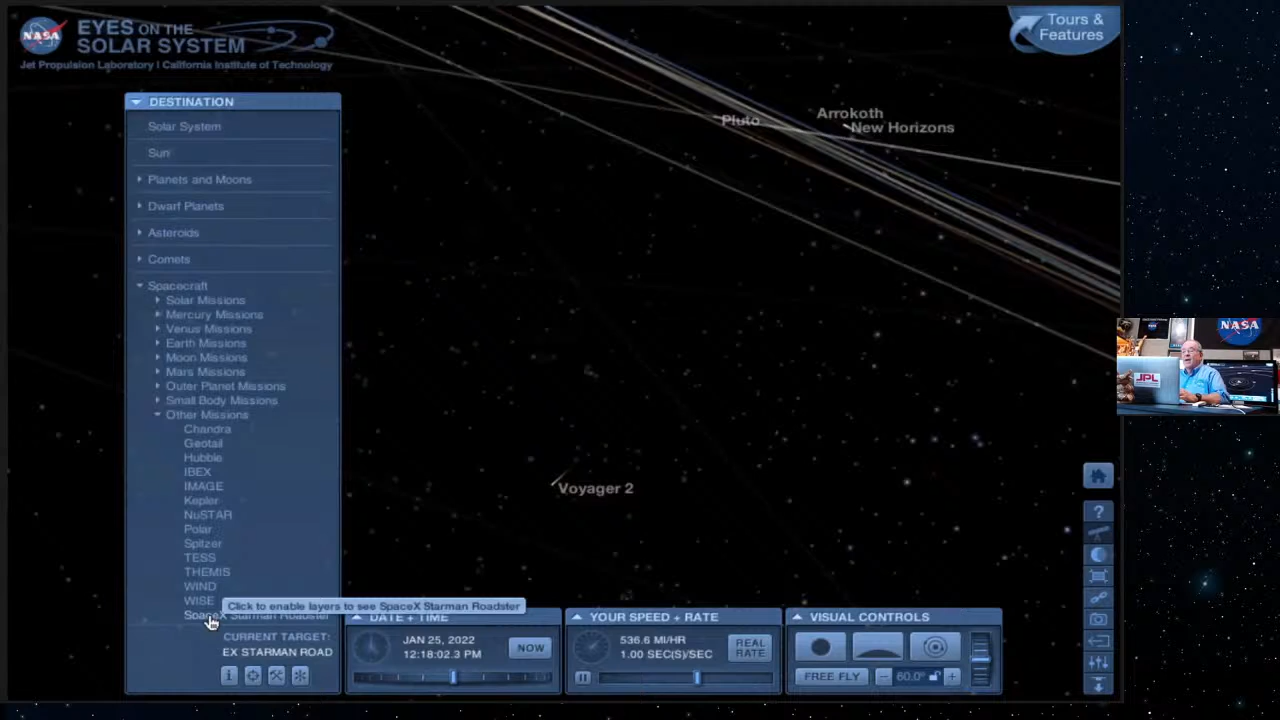 NASA
EYES ON THE
SOLAR SYSTEM
Jet Propulsion Laboratory | California Institute of Technology
Tours &
Features
DESTINATION
Solar System
Sun
Planets and Moons
Dwarf Planets
Asteroids
Comets
Spacecraft
Solar Missions
Mercury Missions
Venus Missions
Earth Missions
Moon Missions
Mars Missions
Outer Planet Missions
Small Body Missions
Other Missions
Chandra
Geotail
Hubble
IBEX
IMAGE
Kepler
NuSTAR
Polar
Spitzer
TESS
THEMIS
WIND
WISE
SpaceX Starman Roadster
Click to enable layers to see SpaceX Starman Roadster
CURRENT TARGET:
EX STARMAN ROAD
Pluto
Arrokoth
New Horizons
Voyager 2
NASA
JPL
DATE + TIME
JAN 25, 2022
12:18:02.3 PM
NOW
YOUR SPEED + RATE
536.6 MI/HR
1.00 SEC(S)/SEC
REAL
RATE
VISUAL CONTROLS
FREE FLY
60.0°
?